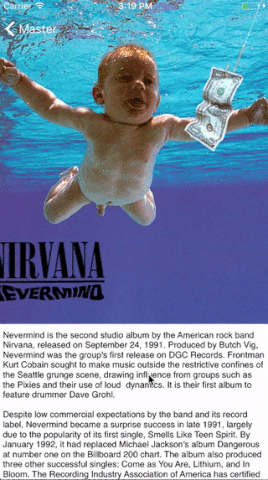 Carrier 3:19 PM
Master
NIRVANA
NEVERMIND
Nevermind is the second studio album by the American rock band
Nirvana, released on September 24, 1991. Produced by Butch Vig,
Nevermind was the group's first release on DGC Records. Frontman
Kurt Cobain sought to make music outside the restrictive confines of
the Seattle grunge scene, drawing influence from groups such as
the Pixies and their use of loud dynamics. It is their first album to
feature drummer Dave Grohl.
Despite low commercial expectations by the band and its record
label, Nevermind became a surprise success in late 1991, largely
due to the popularity of its first single, Smells Like Teen Spirit. By
January 1992, it had replaced Michael Jackson's album Dangerous
at number one on the Billboard 200 chart. The album also produced
three other successful singles: Come as You Are, Lithium, and In
Bloom. The Recording Industry Association of America has certified